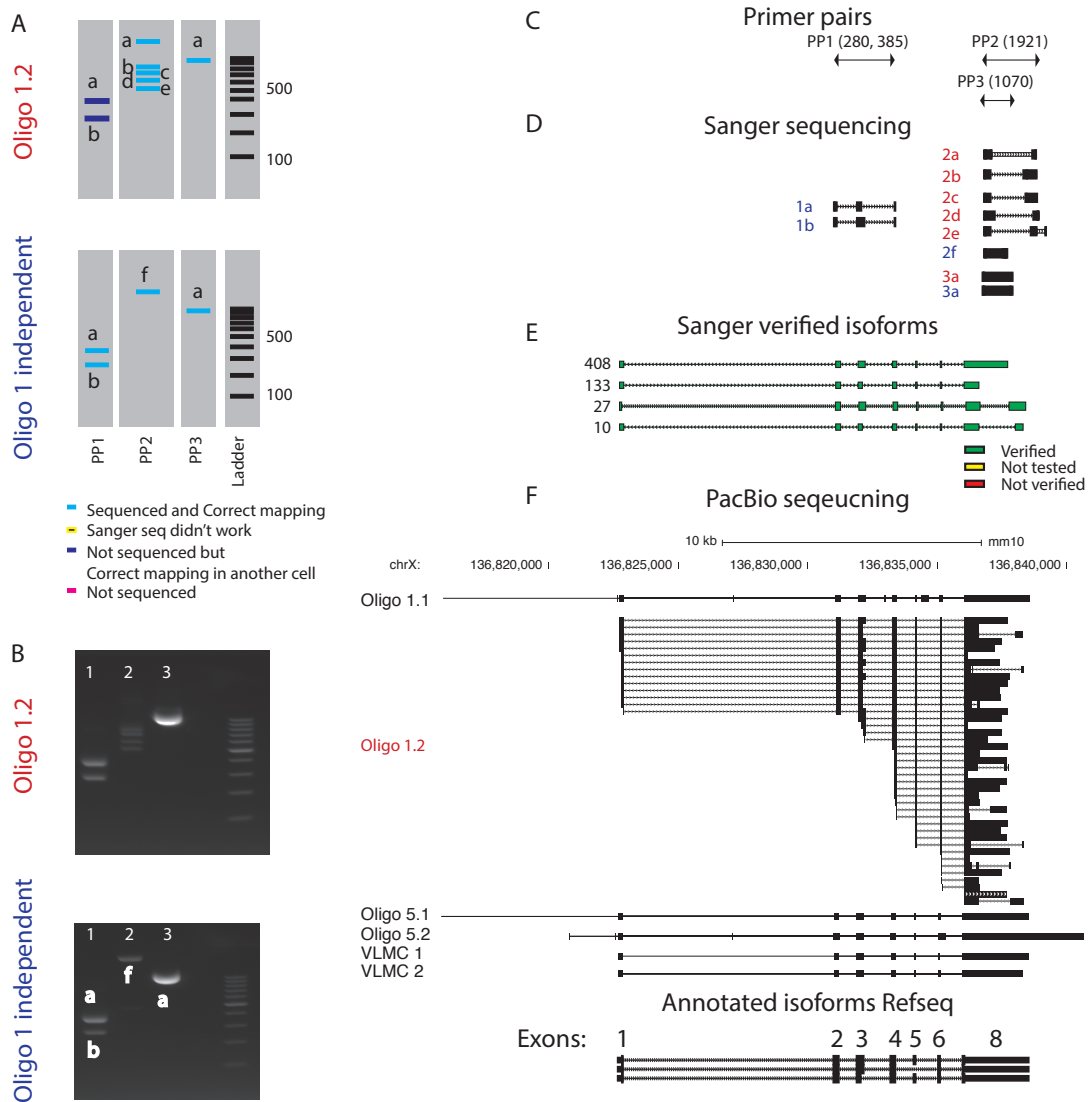 A
Oligo 1.2
a
b
a
b
c
d
e
a
500
100
Oligo 1 independent
a
b
f
a
500
100
PP1
PP2
PP3
Ladder
Sequenced and Correct mapping
Sanger seq didn't work
Not sequenced but
Correct mapping in another cell
Not sequenced
B
Oligo 1.2
1 2 3
Oligo 1 independent
1 2 3
a
b
f
a
C Primer pairs
PP1 (280, 385) PP2 (1921)
PP3 (1070)
D Sanger sequencing
1a
1b
2a
2b
2c
2d
2e
2f
3a
3a
E Sanger verified isoforms
408
133
27
10
Verified
Not tested
Not verified
F PacBio seqeucning
10 kb mm10
chrX: 136,820,000 136,825,000 136,830,000 136,835,000 136,840,000
Oligo 1.1
Oligo 1.2
Oligo 5.1
Oligo 5.2
VLMC 1
VLMC 2
Annotated isoforms Refseq
Exons: 1 2 3 4 5 6 8